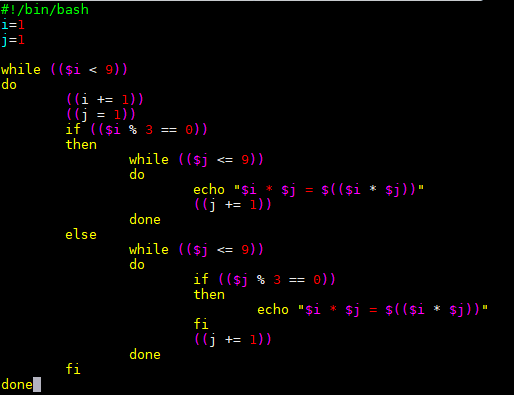 #!/bin/bash
i=1
j=1

while (($i < 9))
do
        ((i += 1))
        ((j = 1))
        if (($i % 3 == 0))
        then
                while (($j <= 9))
                do
                        echo "$i * $j = $(($i * $j))"
                        ((j += 1))
                done
        else
                while (($j <= 9))
                do
                        if (($j % 3 == 0))
                        then
                                echo "$i * $j = $(($i * $j))"
                        fi
                        ((j += 1))
                done
        fi
done